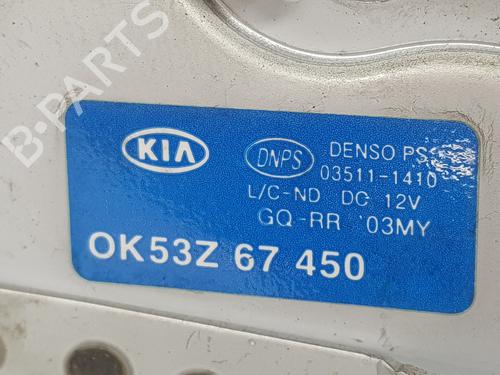 B-PARTS
KIA
DNPS
DENSO PS
03511-1410
L/C-ND DC 12V
GQ-RR '03MY
OK53Z 67 450